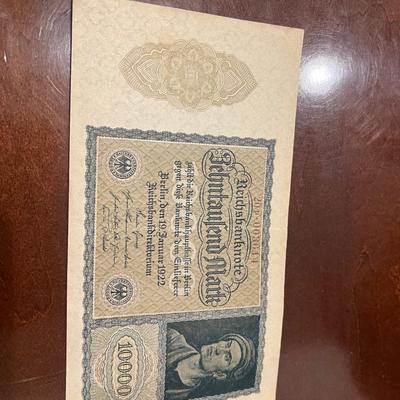 Reichsbanknote
Zehntausend Mark
zahlt die Reichsbankhauptkasse in Berlin
gegen diese Banknote dem Einlieferer
Berlin, den 19. Januar 1922
Reichsbankdirektorium
10000